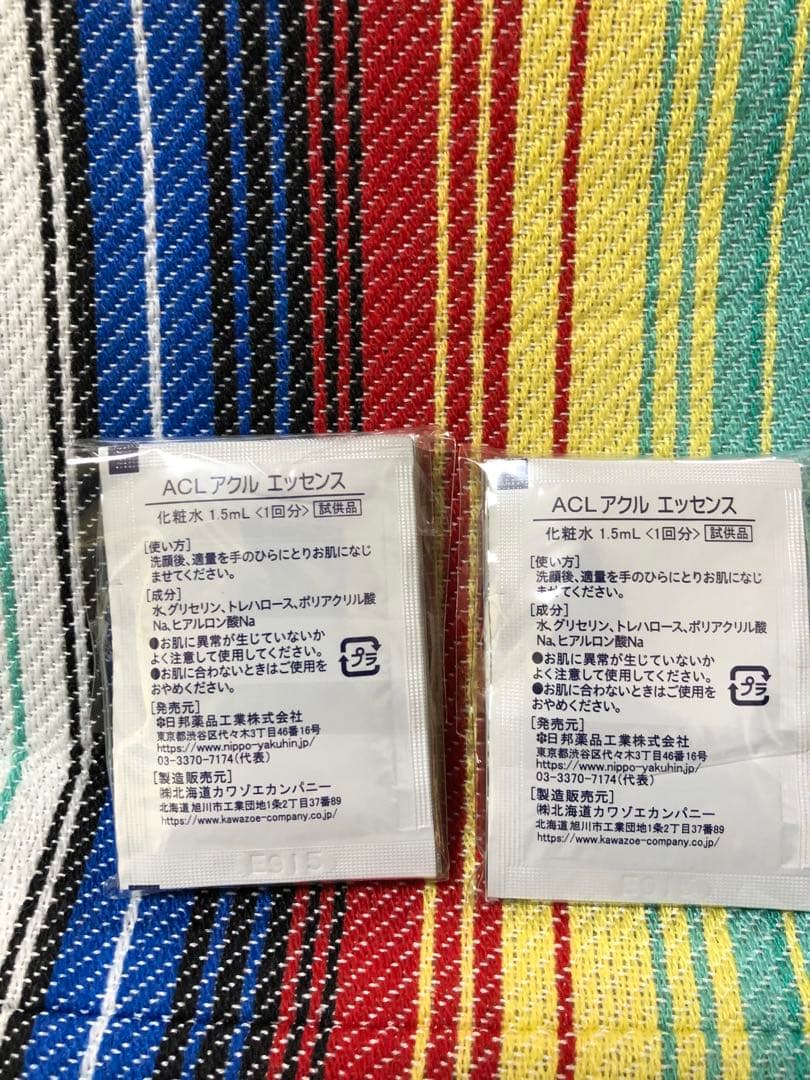 ACLアクル エッセンス
化粧水 1.5mL <1回分> 試供品
[使い方]
洗顔後、適量を手のひらにとりお肌になじ
ませてください。
[成分]
水、グリセリン、トレハロース、ポリアクリル酸
Na、ヒアルロン酸Na
●お肌に異常が生じていないか
よく注意して使用してください。
●お肌に合わないときはご使用を
おやめください。
プラ
[発売元]
日邦薬品工業株式会社
東京都渋谷区代々木3丁目46番16号
https://www.nippo-yakuhin.jp/
03-3370-7174(代表)
[製造販売元]
㈱北海道カワゾエカンパニー
北海道旭川市工業団地1条2丁目37番89
https://www.kawazoe-company.co.jp/
ACLアクル エッセンス
化粧水 1.5mL <1回分> 試供品
[使い方]
洗顔後、適量を手のひらにとりお肌になじ
ませてください。
[成分]
水、グリセリン、トレハロース、ポリアクリル酸
Na、ヒアルロン酸Na
●お肌に異常が生じていないか
よく注意して使用してください。
●お肌に合わないときはご使用を
おやめください。
プラ
[発売元]
日邦薬品工業株式会社
東京都渋谷区代々木3丁目46番16号
https://www.nippo-yakuhin.jp/
03-3370-7174(代表)
[製造販売元]
㈱北海道カワゾエカンパニー
北海道旭川市工業団地1条2丁目37番89
https://www.kawazoe-company.co.jp/